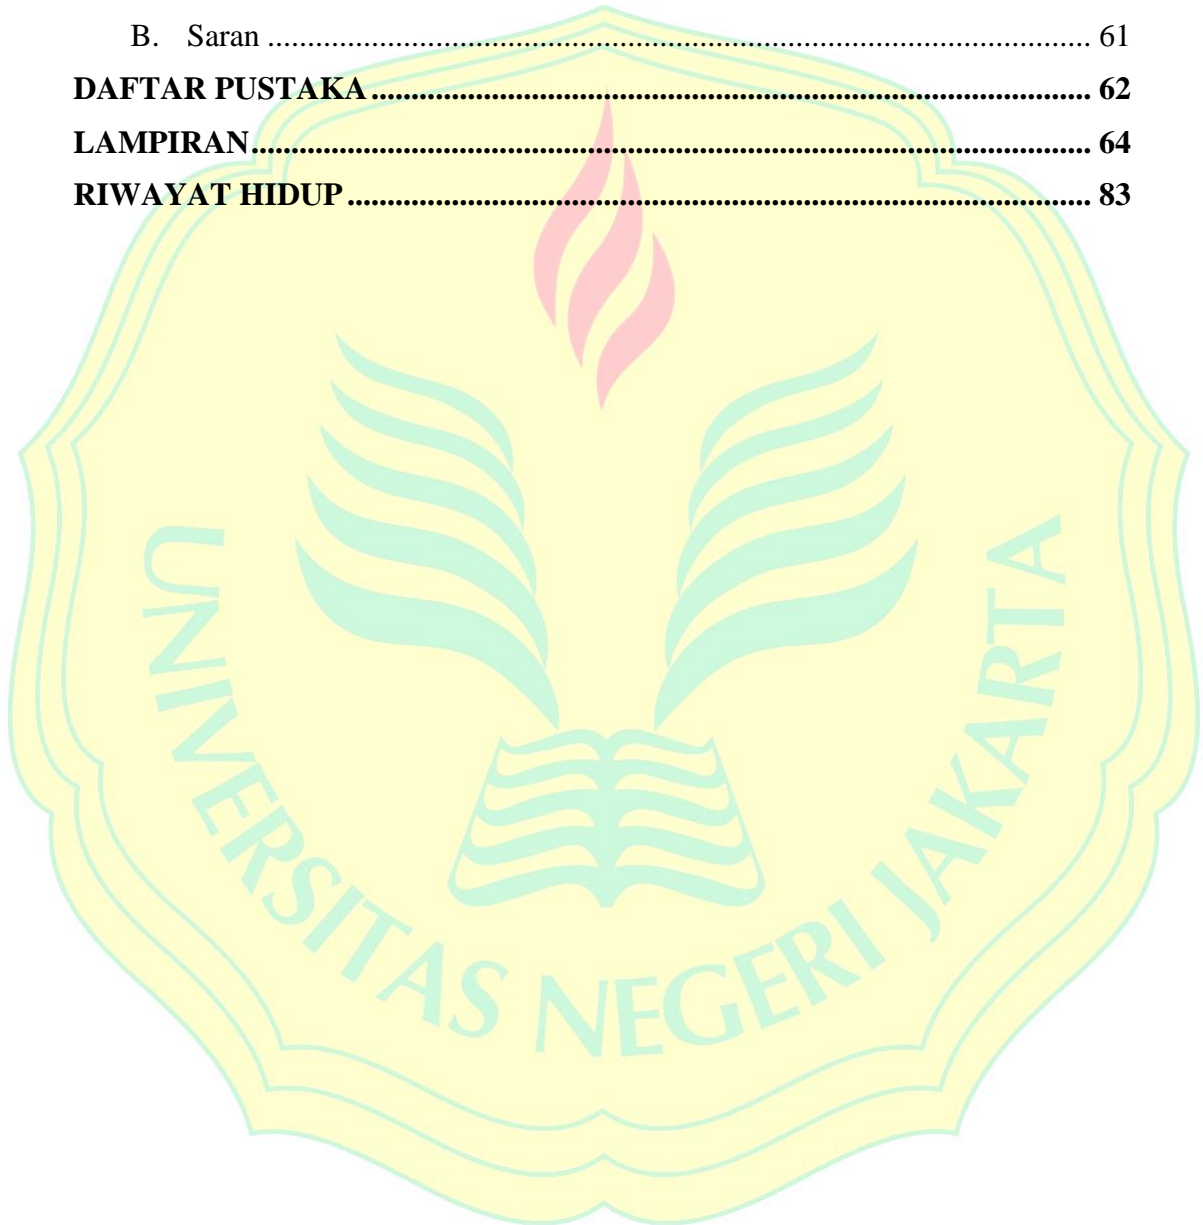 B. Saran ........................................................................................ 61
DAFTAR PUSTAKA ............................................................................. 62
LAMPIRAN.......................................................................................... 64
RIWAYAT HIDUP ................................................................................ 83
UNIVERSITAS NEGERI JAKARTA